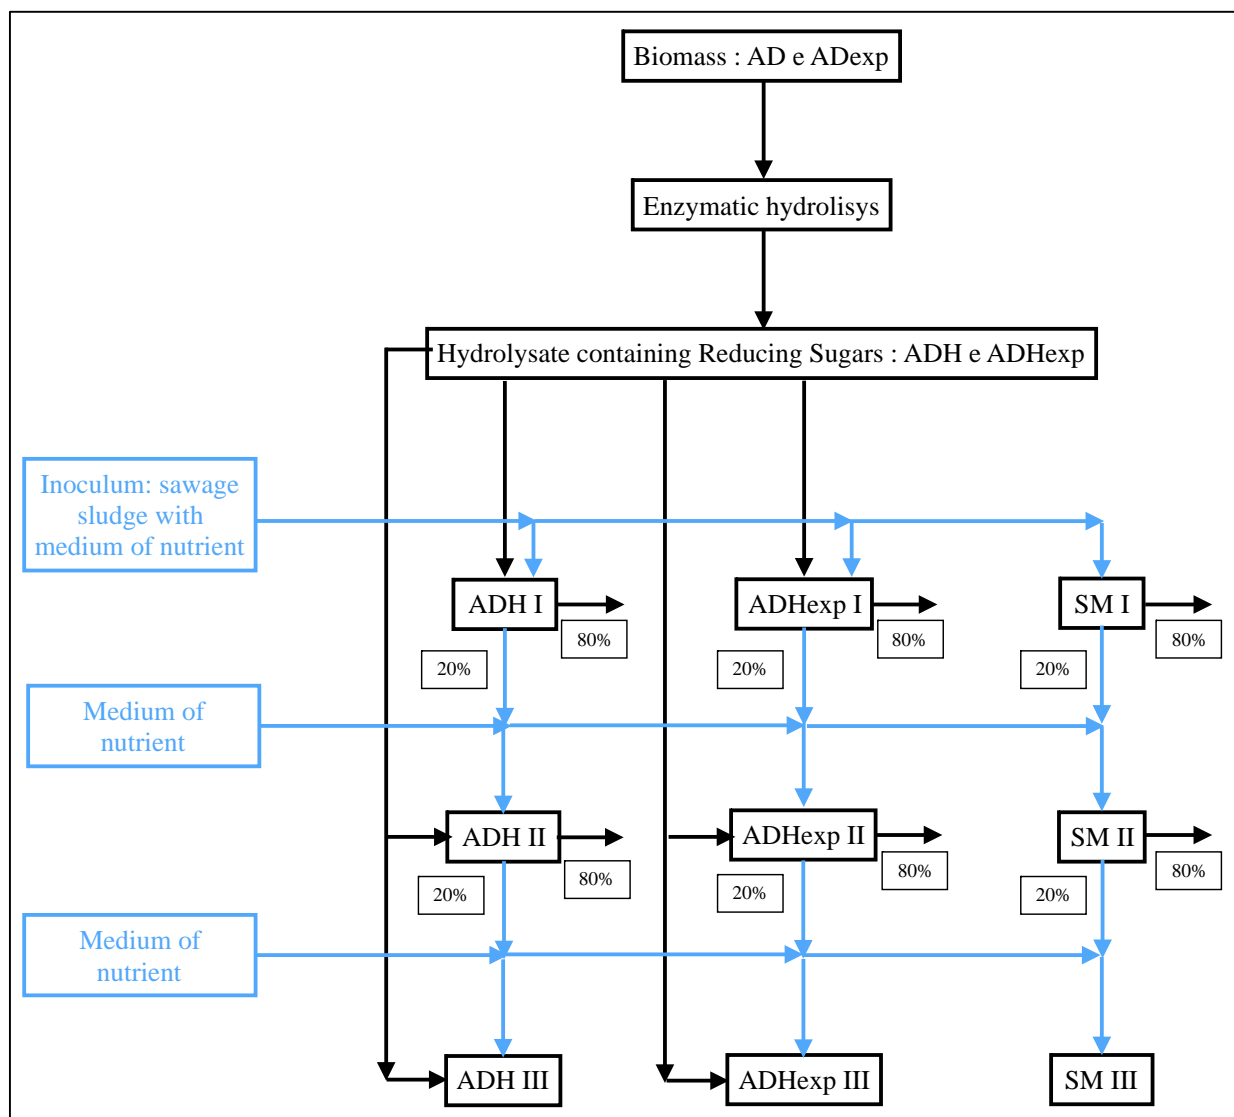 Biomass : AD e ADexp
Enzymatic hydrolisys
Hydrolysate containing Reducing Sugars : ADH e ADHexp
Inoculum: sawage
sludge with
medium of nutrient
ADH I
ADHexp I
SM I
80%
80%
80%
20%
20%
20%
Medium of
nutrient
ADH II
ADHexp II
SM II
80%
80%
80%
20%
20%
20%
Medium of
nutrient
ADH III
ADHexp III
SM III